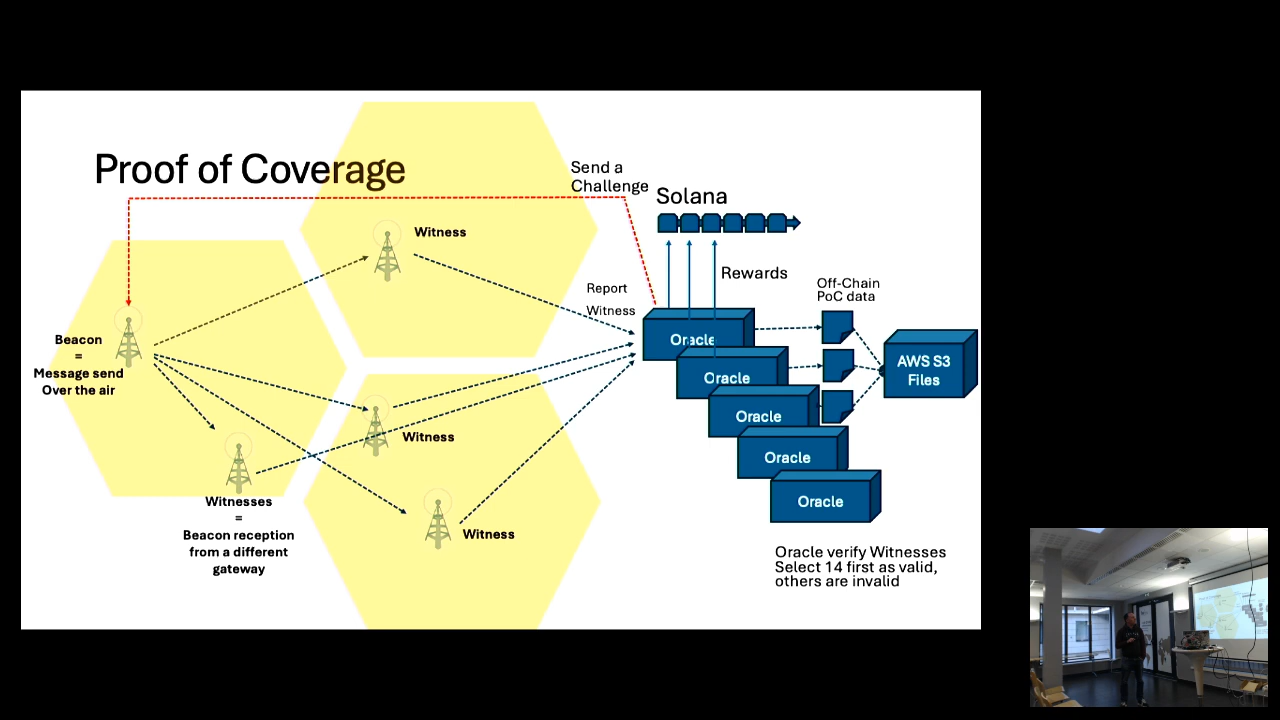 Proof of Coverage
Send a
Challenge
Solana
Witness
Rewards
Off-Chain
PoC data
Report
Witness
Beacon
=
Message send
Over the air
Oracle
Oracle
Oracle
Oracle
Oracle
AWS S3
Files
Witness
Witnesses
=
Beacon reception
from a different
gateway
Witness
Oracle verify Witnesses
Select 14 first as valid,
others are invalid